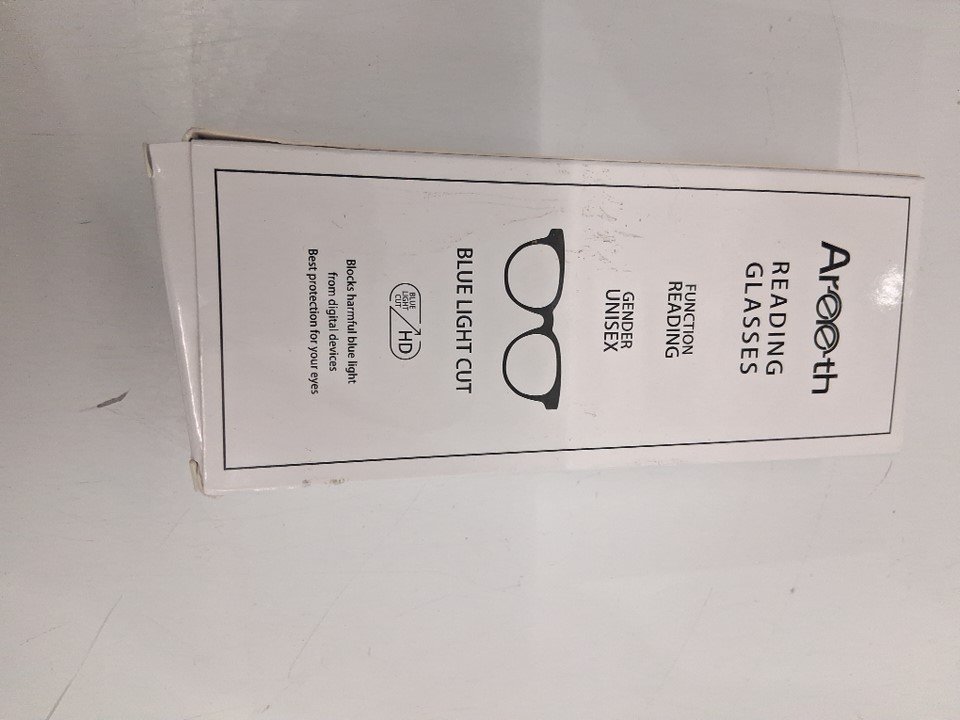 Areeth
READING
GLASSES
FUNCTION
READING
GENDER
UNISEX
BLUE LIGHT CUT
BLUE
LIGHT
CUT
HD
Blocks harmful blue light
from digital devices
Best protection for your eyes